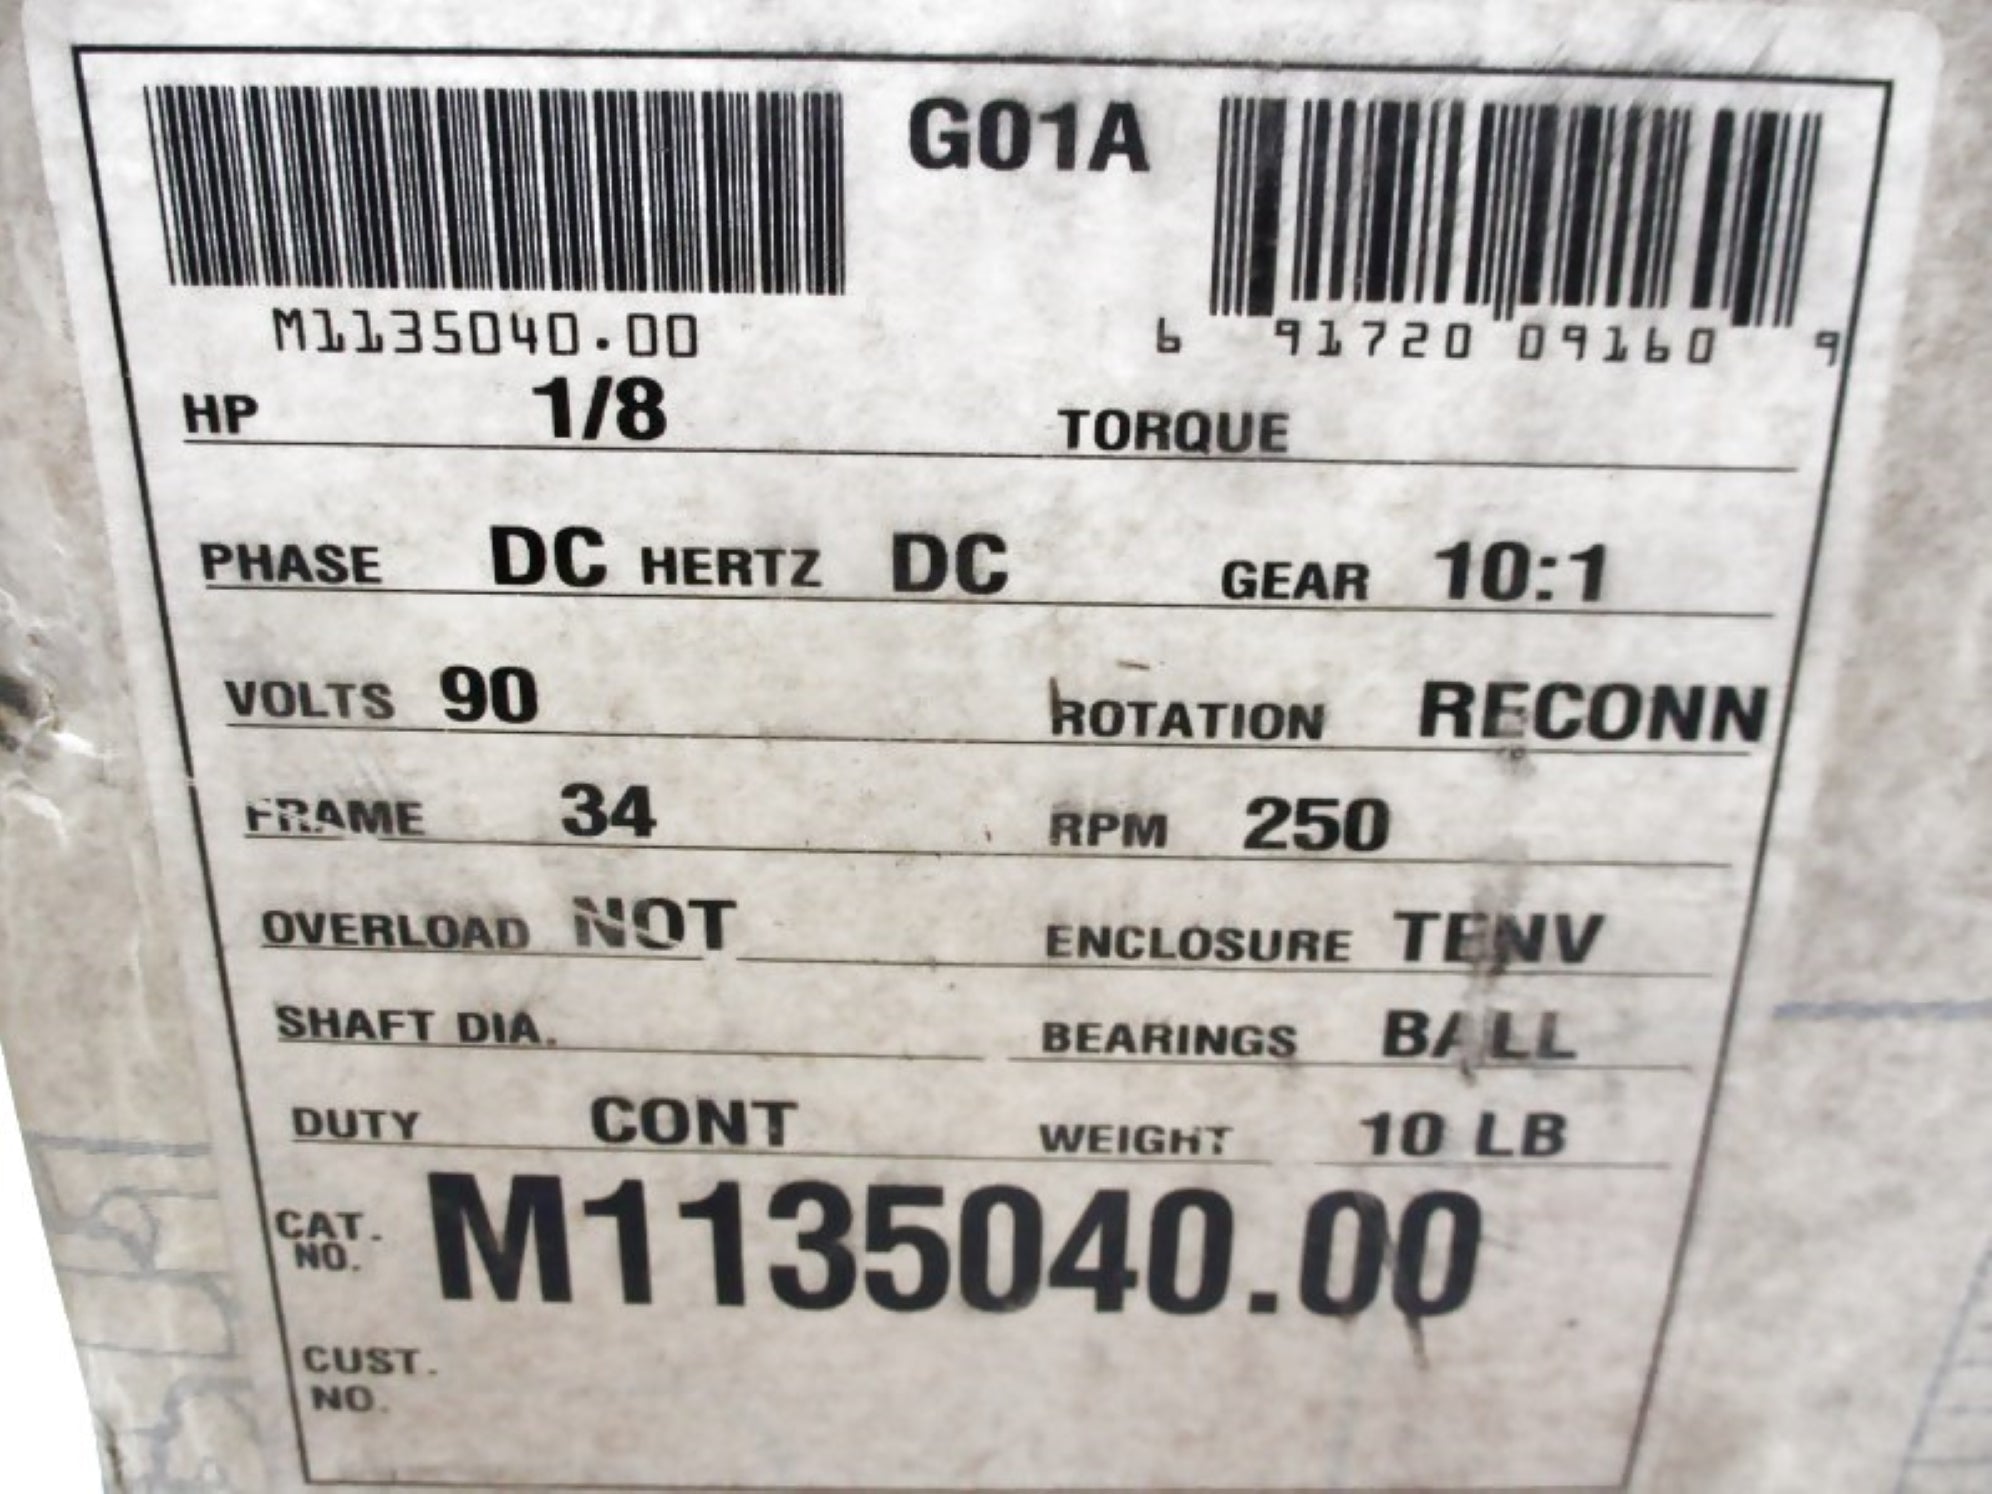 G01A
M1135040.00
6 91720 09160 9
HP 1/8 TORQUE
PHASE DC HERTZ DC GEAR 10:1
VOLTS 90 ROTATION RECONN
FRAME 34 RPM 250
OVERLOAD NOT ENCLOSURE TENV
SHAFT DIA. BEARINGS BALL
DUTY CONT WEIGHT 10 LB
CAT. NO. M1135040.00
CUST.
NO.